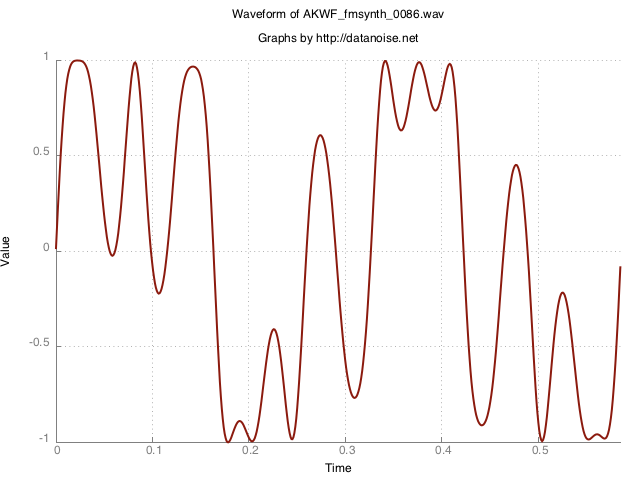 Waveform of AKWF_fmsynth_0086.wav
Graphs by http://datanoise.net
1
0.5
0
-0.5
-1
Value
0 0.1 0.2 0.3 0.4 0.5
Time